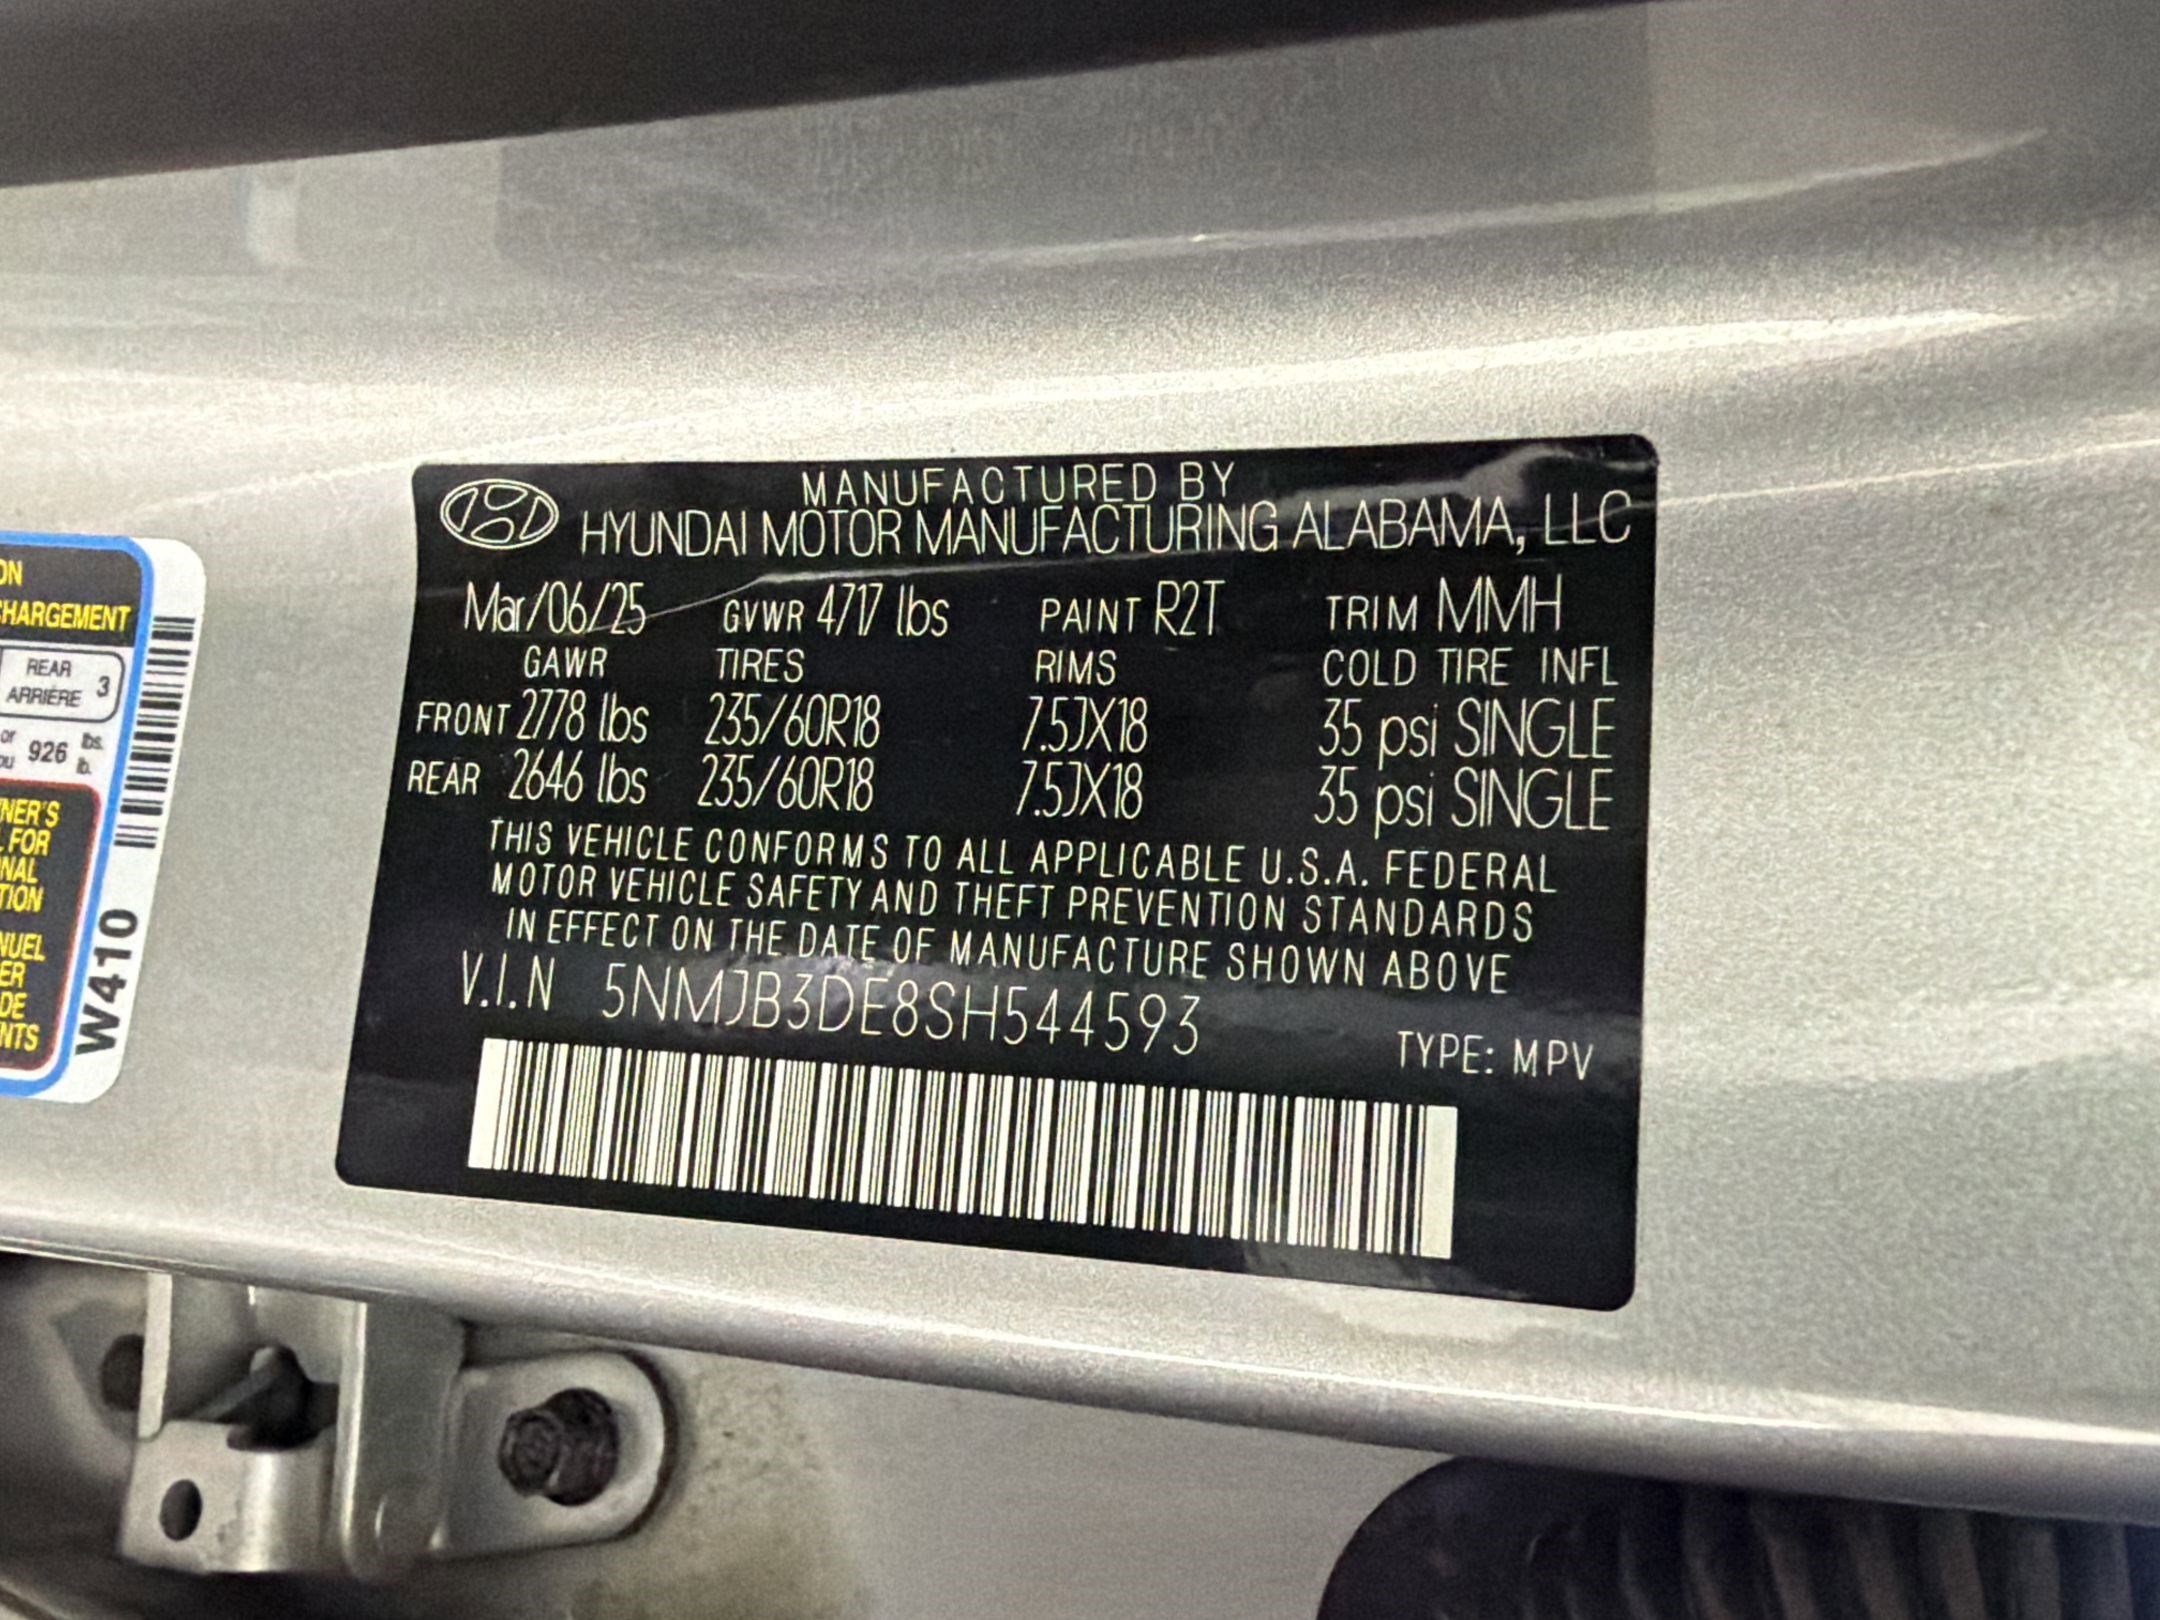 MANUFACTURED BY
HYUNDAI MOTOR MANUFACTURING ALABAMA, LLC
Mar/06/25 GVWR 4717 lbs PAINT R2T TRIM MMH
GAWR TIRES RIMS COLD TIRE INFL
FRONT 2778 lbs 235/60R18 7.5JX18 35 psi SINGLE
REAR 2646 lbs 235/60R18 7.5JX18 35 psi SINGLE
THIS VEHICLE CONFORMS TO ALL APPLICABLE U.S.A. FEDERAL
MOTOR VEHICLE SAFETY AND THEFT PREVENTION STANDARDS
IN EFFECT ON THE DATE OF MANUFACTURE SHOWN ABOVE
V.I.N 5NMJB3DE8SH544593
TYPE: MPV
REAR
ARRIÈRE 3
or
926 lbs.
lb.
FOR
DE
W410